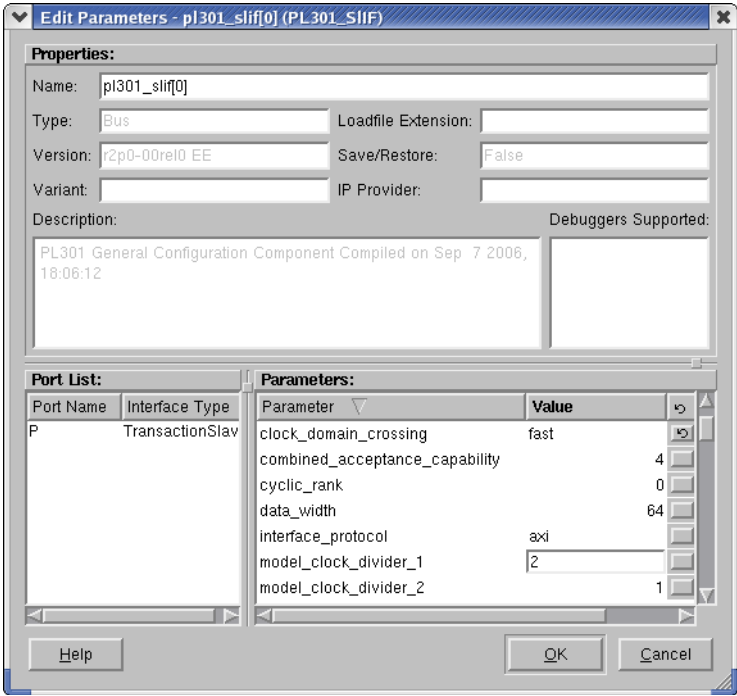 Edit Parameters - pl301_slif[0] (PL301_SlIF)
Properties:
Name: pl301_slif[0]
Type: Bus Loadfile Extension:
Version: r2p0-00rel0 EE Save/Restore: False
Variant: IP Provider:
Description: Debuggers Supported:
PL301 General Configuration Component Compiled on Sep 7 2006,
18:06:12
Port List:
Port Name Interface Type
P TransactionSlav
Parameters:
Parameter Value
clock_domain_crossing fast
combined_acceptance_capability 4
cyclic_rank 0
data_width 64
interface_protocol axi
model_clock_divider_1 2
model_clock_divider_2 1
Help OK Cancel